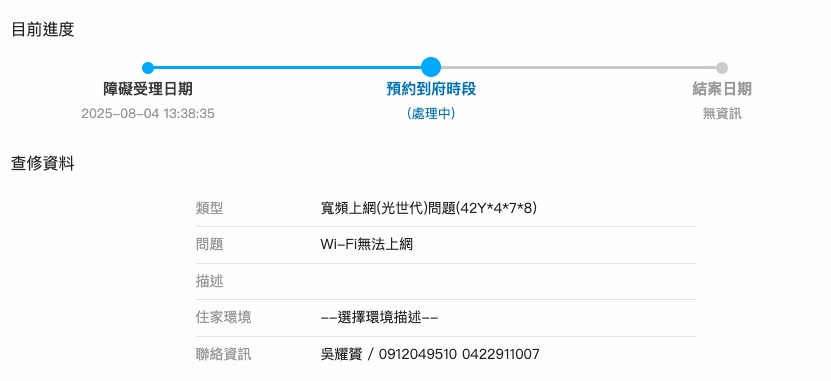 目前進度
障礙受理日期 預約到府時段 結案日期
2025-08-04 13:38:35 (處理中) 無資訊
查修資料
類型 寬頻上網(光世代)問題(42Y*4*7*8)
問題 Wi-Fi無法上網
描述
住家環境 --選擇環境描述--
聯絡資訊 吳耀贇 / 0912049510 0422911007